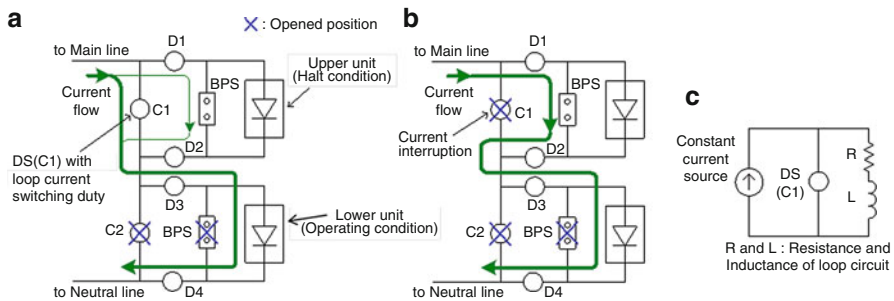 a
X : Opened position
to Main line
D1
BPS
Upper unit
(Halt condition)
Current
flow
C1
DS(C1) with
loop current
switching duty
D2
D3
C2
BPS
Lower unit
(Operating condition)
to Neutral line
D4
b
to Main line
D1
BPS
Current
flow
C1
Current
interruption
D2
D3
C2
BPS
to Neutral line
D4
c
Constant
current
source
DS
(C1)
R
L
R and L : Resistance and
Inductance of loop circuit